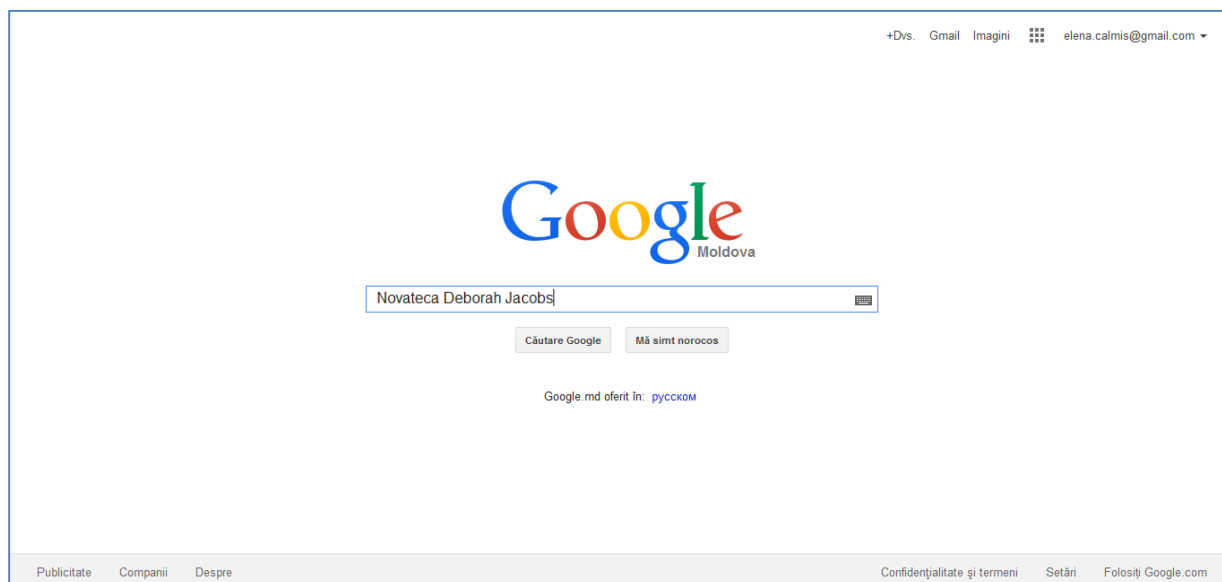 +Dvs. Gmail Imagini elena.calmis@gmail.com
Google
Moldova
Novateca Deborah Jacobs
Căutare Google Mă simt norocos
Google.md oferit în: русском
Publicitate Companii Despre Confidențialitate și termeni Setări Folosiți Google.com